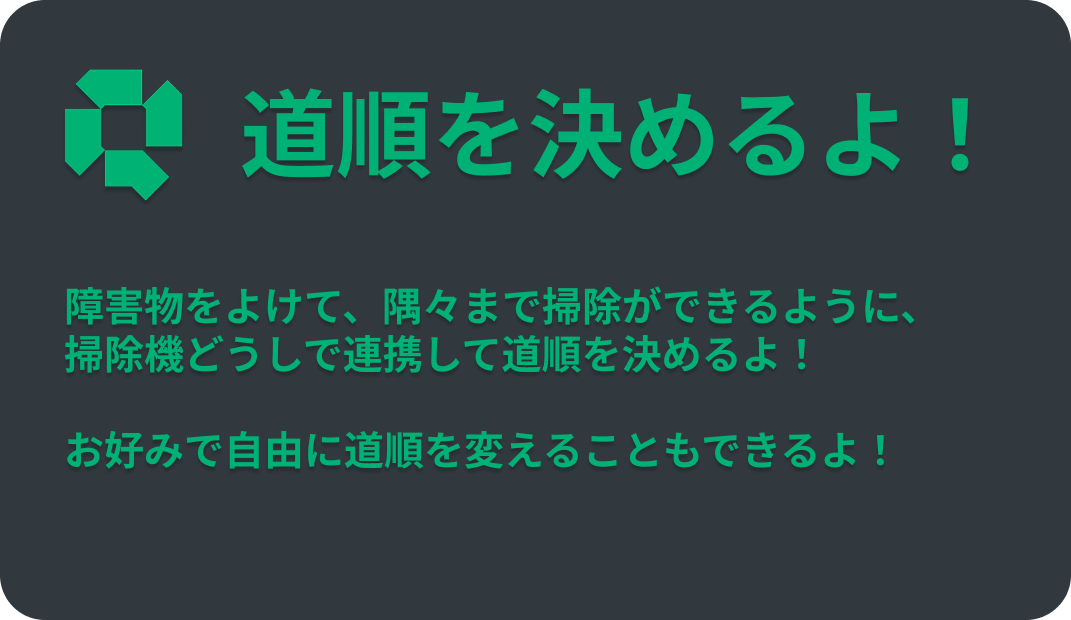 道順を決めるよ！
障害物をよけて、隅々まで掃除ができるように、
掃除機どうしで連携して道順を決めるよ！
お好みで自由に道順を変えることもできるよ！